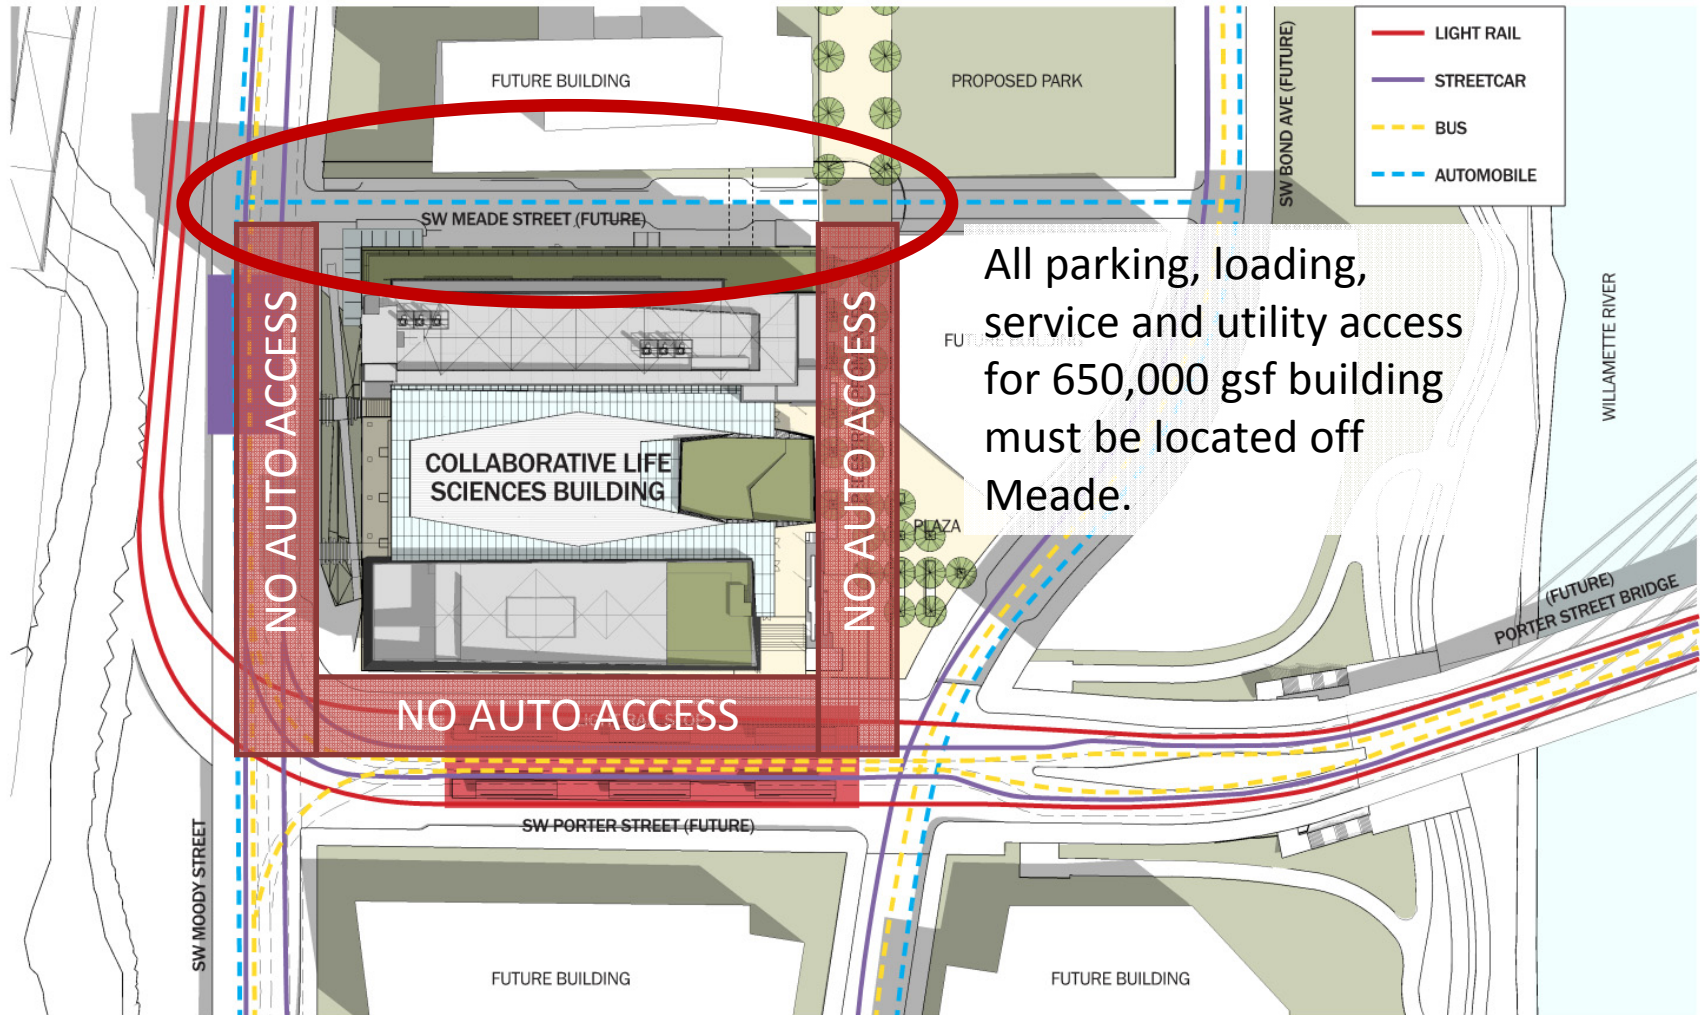 FUTURE BUILDING
PROPOSED PARK
SW BOND AVE (FUTURE)
LIGHT RAIL
STREETCAR
BUS
AUTOMOBILE
SW MEADE STREET (FUTURE)
All parking, loading,
service and utility access
for 650,000 gsf building
must be located off
Meade.
FUTURE BUILDING
WILLAMETTE RIVER
NO AUTO ACCESS
COLLABORATIVE LIFE
SCIENCES BUILDING
NO AUTO ACCESS
PLAZA
(FUTURE)
PORTER STREET BRIDGE
NO AUTO ACCESS
SW PORTER STREET (FUTURE)
SW MOODY STREET
FUTURE BUILDING
FUTURE BUILDING